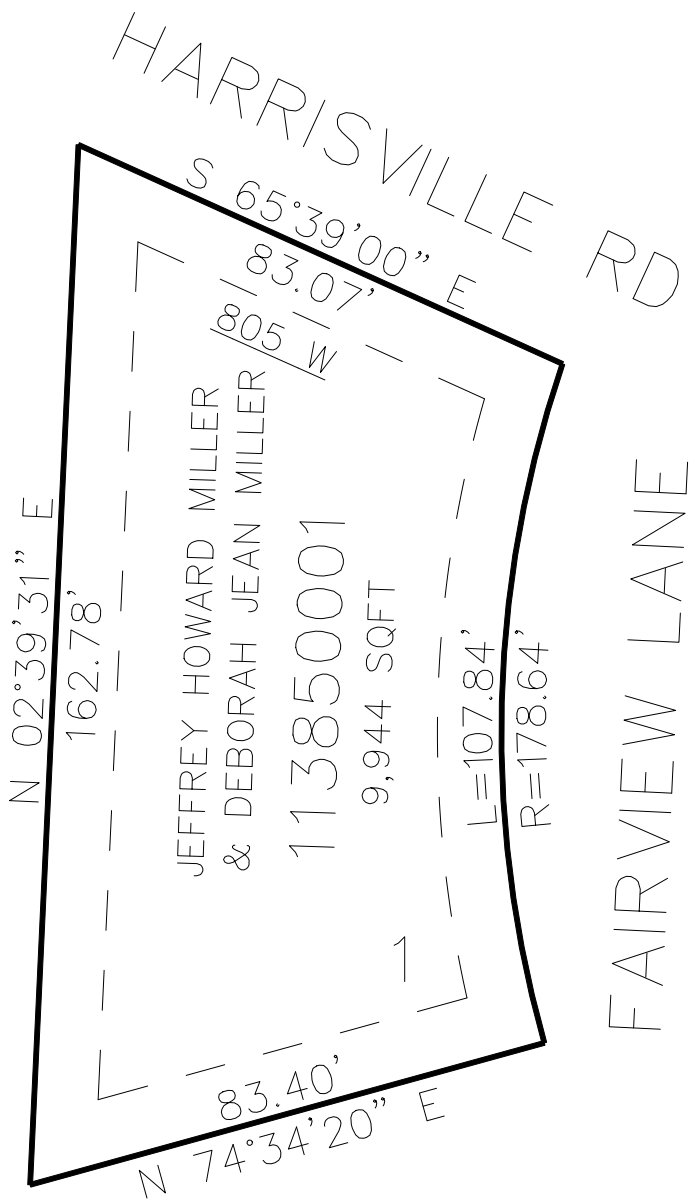 HARRISVILLE RD
S 65°39'00" E
83.07'
805 W
N 02°39'31" E
162.78'
JEFFREY HOWARD MILLER
& DEBORAH JEAN MILLER
113850001
9,944 SQFT
L=107.84'
R=178.64'
FAIRVIEW LANE
1
83.40'
N 74°34'20" E